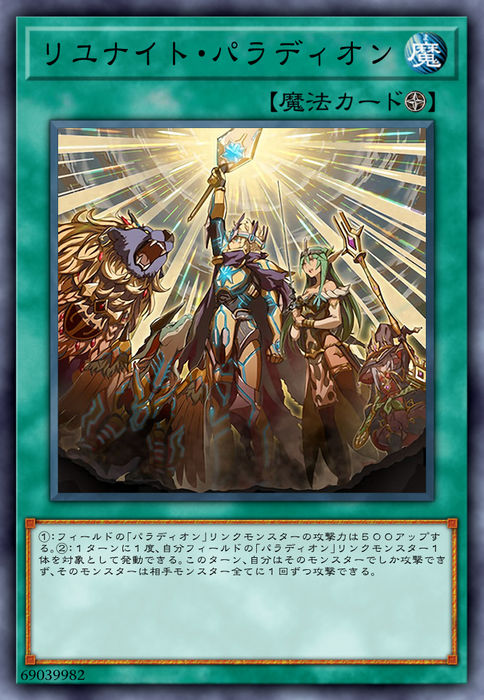 リユナイト・パラディオン 魔
【魔法カード】
①:フィールドの「パラディオン」リンクモンスターの攻撃力は５００アップす
る。②:１ターンに１度、自分フィールドの「パラディオン」リンクモンスター１
体を対象として発動できる。このターン、自分はそのモンスターでしか攻撃でき
ず、そのモンスターは相手モンスター全てに１回ずつ攻撃できる。
69039982